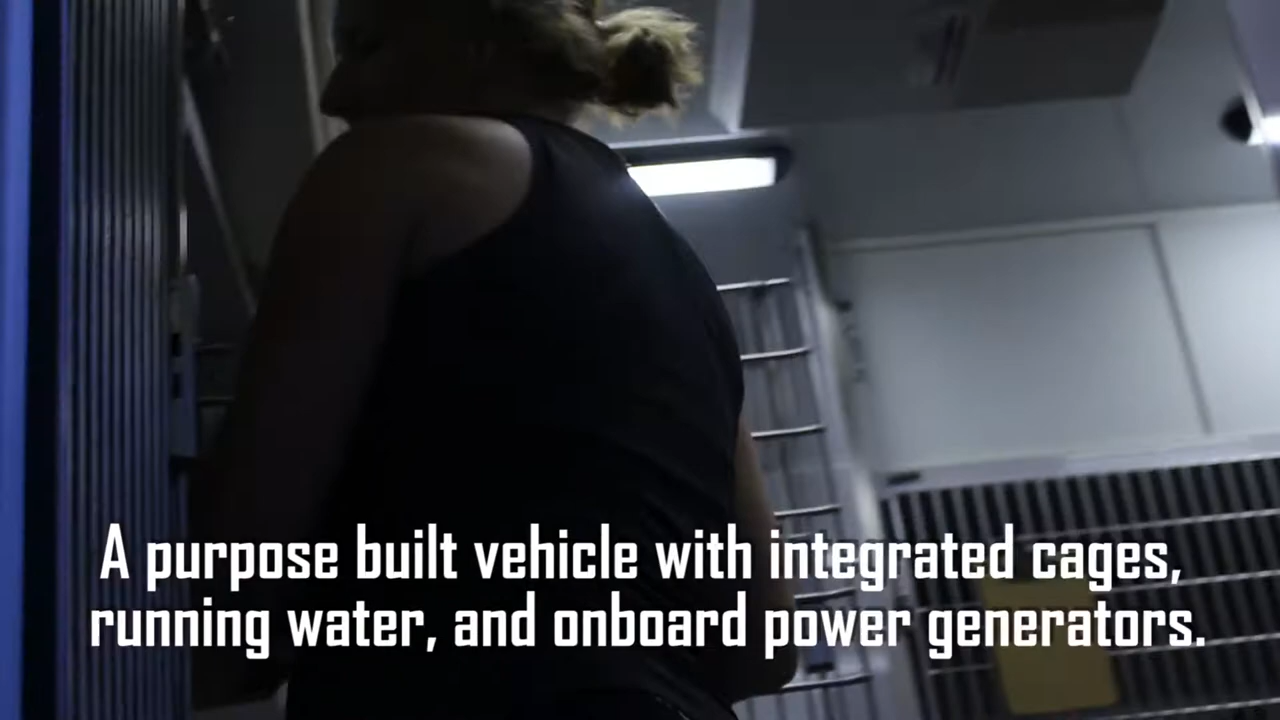 A purpose built vehicle with integrated cages,
running water, and onboard power generators.